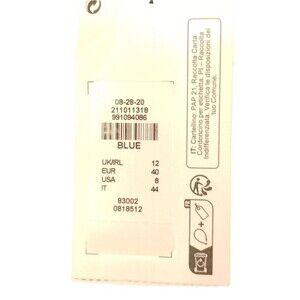 08-28-20
211011318
991094086
BLUE
UK/IRL 12
EUR 40
USA 8
IT 44
83002
0818512
IT: Cartellino: PAP 21, Raccolta Carta.
Cordoncino per etichetta: PI – Raccolta
Indifferenziata. Verifica le disposizioni del
tuo Comune.